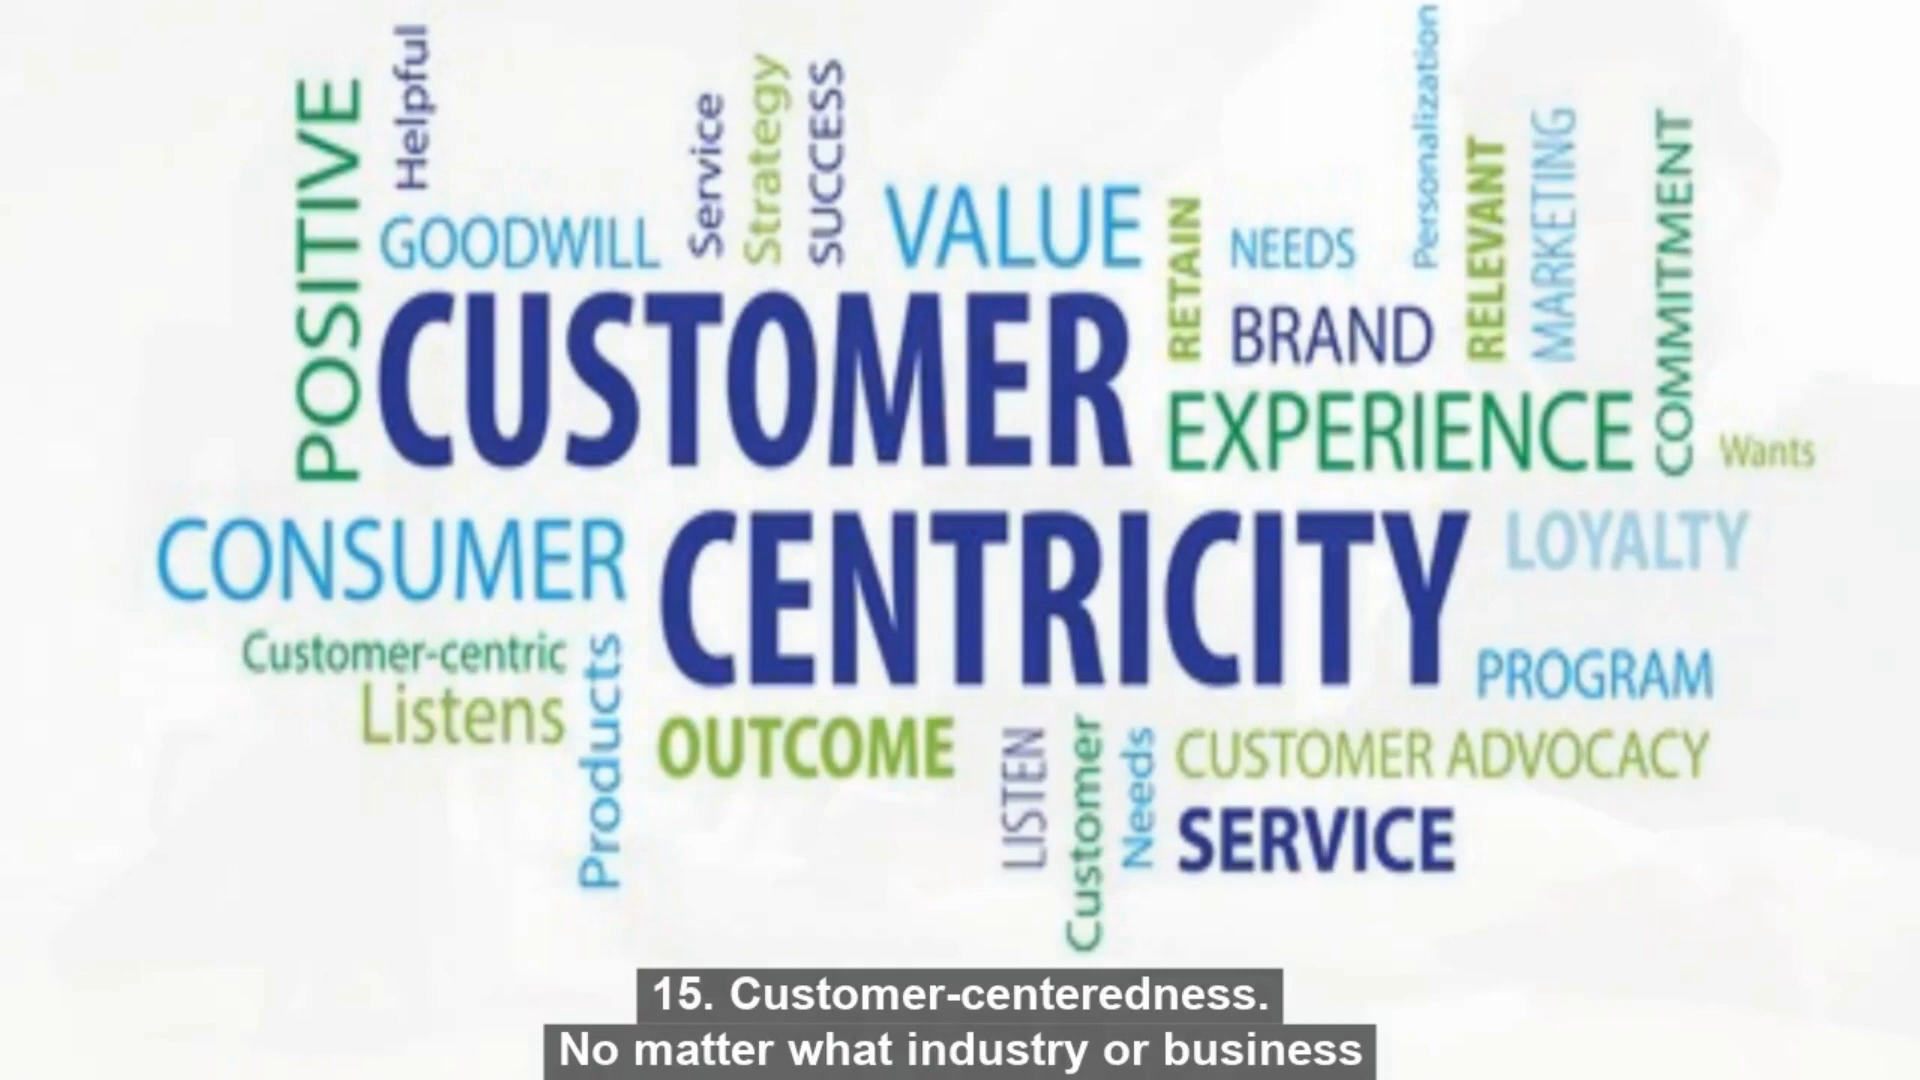 POSITIVE
Helpful
GOODWILL
Service
Strategy
SUCCESS
VALUE
RETAIN
NEEDS
BRAND
Personalization
RELEVANT
MARKETING
COMMITMENT
CUSTOMER
EXPERIENCE
Wants
CONSUMER
CENTRICITY
LOYALTY
Customer-centric
Listens
Products
PROGRAM
OUTCOME
LISTEN
Customer
Needs
CUSTOMER ADVOCACY
SERVICE
15. Customer-centeredness.
No matter what industry or business